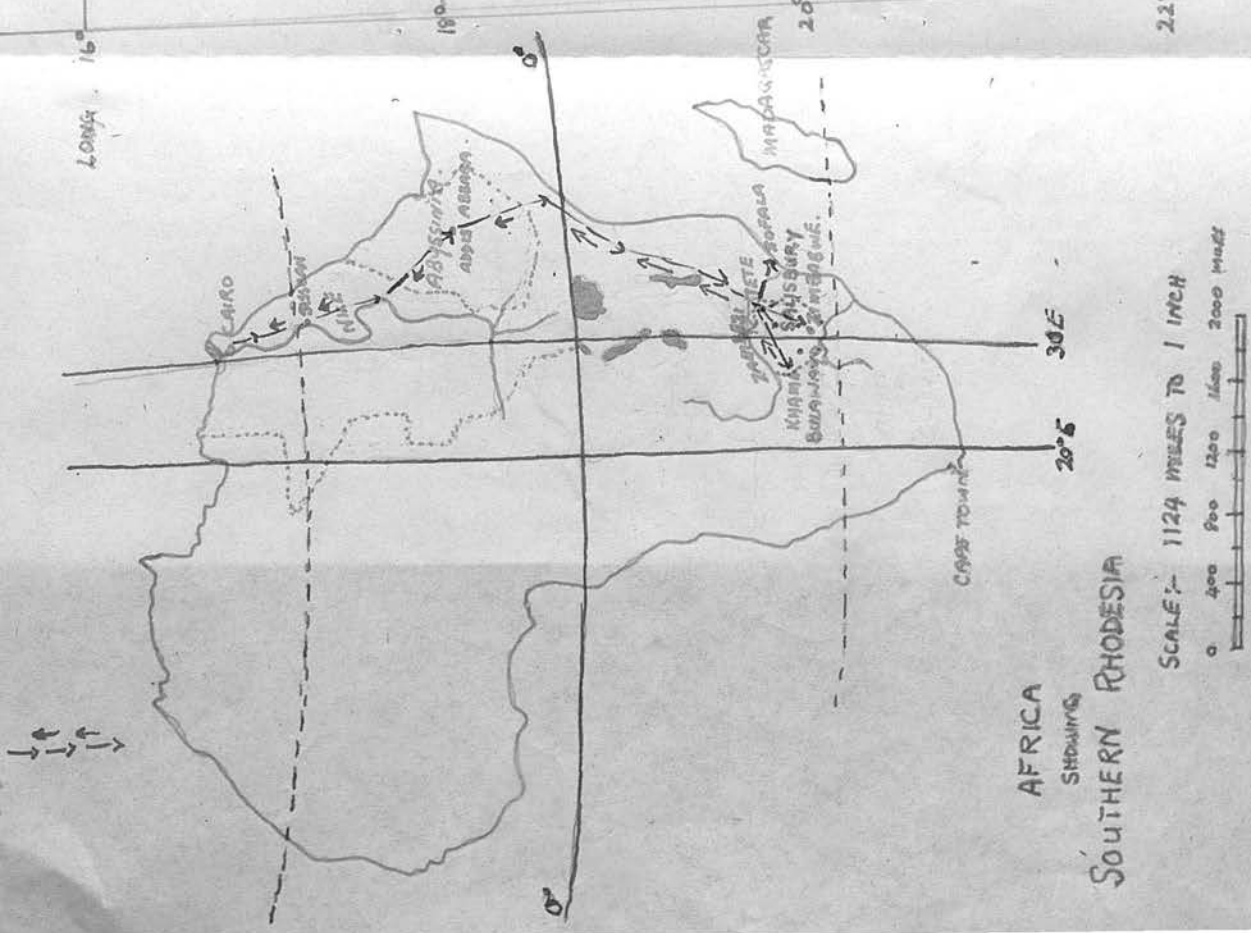 LONG. 16°
18°
20
22
CAIRO
NILE
ABYSSINIA
ADDIS ABBABA.
0°
0°
MADAGASCAR
ZAMBEZI
TETE
SOFALA
KHAMI.
SALISBURY
BULAWAYO
ZIMBABWE.
CAPE TOWN
20°E
30E
AFRICA
SHOWING
SOUTHERN RHODESIA
SCALE:- 1124 MILES TO 1 INCH
0 400 800 1200 1600 2000 MILES